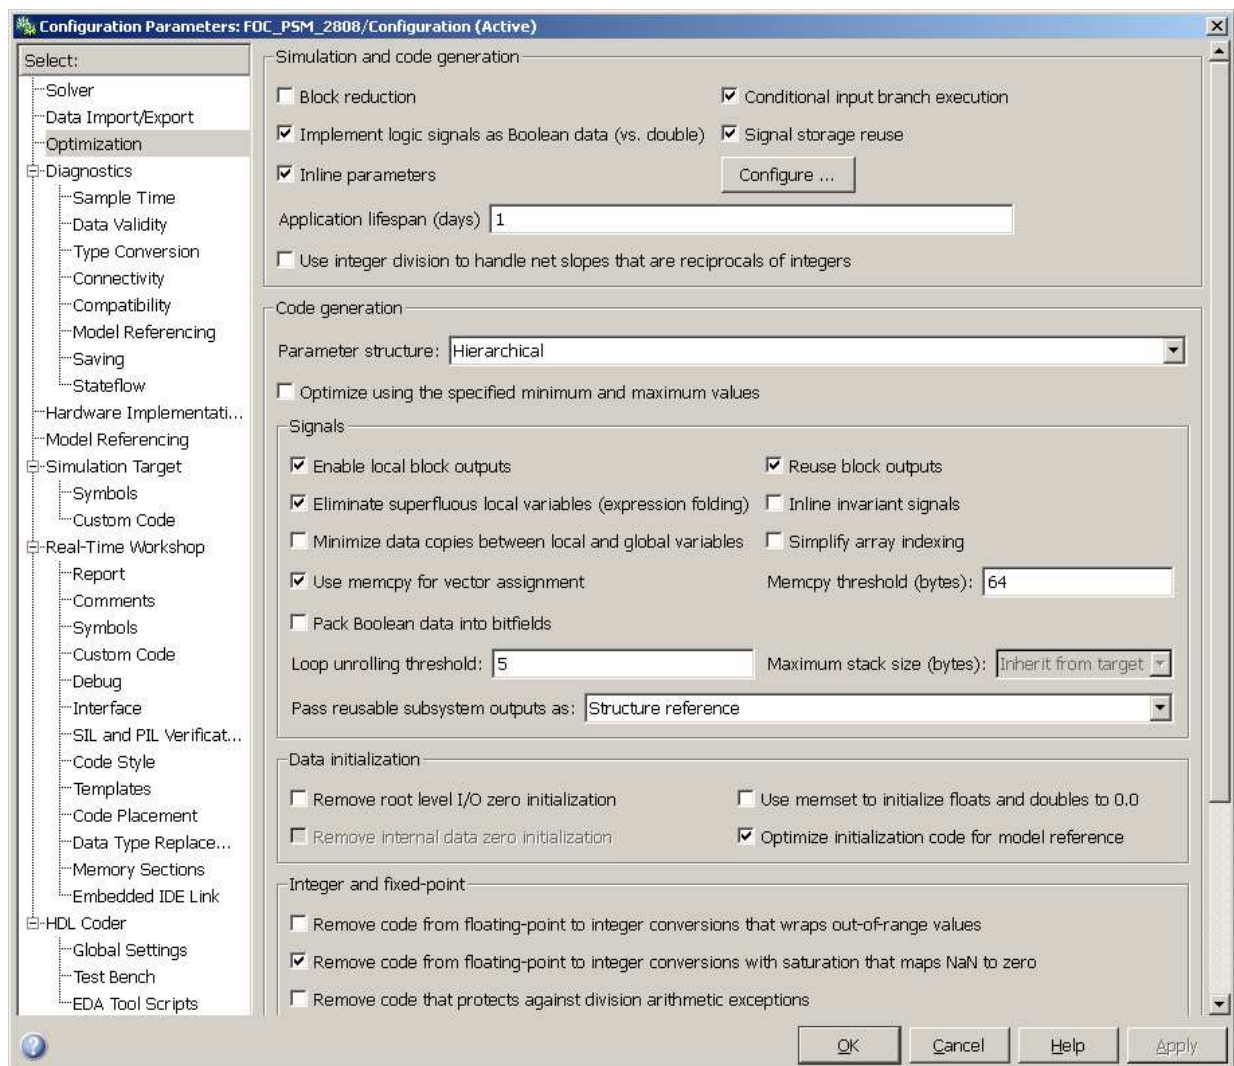 Configuration Parameters: FOC_PSM_2808/Configuration (Active)
Select:
Solver
Data Import/Export
Optimization
Diagnostics
Sample Time
Data Validity
Type Conversion
Connectivity
Compatibility
Model Referencing
Saving
Stateflow
Hardware Implementati...
Model Referencing
Simulation Target
Symbols
Custom Code
Real-Time Workshop
Report
Comments
Symbols
Custom Code
Debug
Interface
SIL and PIL Verificat...
Code Style
Templates
Code Placement
Data Type Replace...
Memory Sections
Embedded IDE Link
HDL Coder
Global Settings
Test Bench
EDA Tool Scripts
Simulation and code generation
Block reduction
Conditional input branch execution
Implement logic signals as Boolean data (vs. double)
Signal storage reuse
Inline parameters
Configure ...
Application lifespan (days) 1
Use integer division to handle net slopes that are reciprocals of integers
Code generation
Parameter structure: Hierarchical
Optimize using the specified minimum and maximum values
Signals
Enable local block outputs
Reuse block outputs
Eliminate superfluous local variables (expression folding)
Inline invariant signals
Minimize data copies between local and global variables
Simplify array indexing
Use memcpy for vector assignment
Memcpy threshold (bytes): 64
Pack Boolean data into bitfields
Loop unrolling threshold: 5
Maximum stack size (bytes): Inherit from target
Pass reusable subsystem outputs as: Structure reference
Data initialization
Remove root level I/O zero initialization
Use memset to initialize floats and doubles to 0.0
Remove internal data zero initialization
Optimize initialization code for model reference
Integer and fixed-point
Remove code from floating-point to integer conversions that wraps out-of-range values
Remove code from floating-point to integer conversions with saturation that maps NaN to zero
Remove code that protects against division arithmetic exceptions
OK
Cancel
Help
Apply